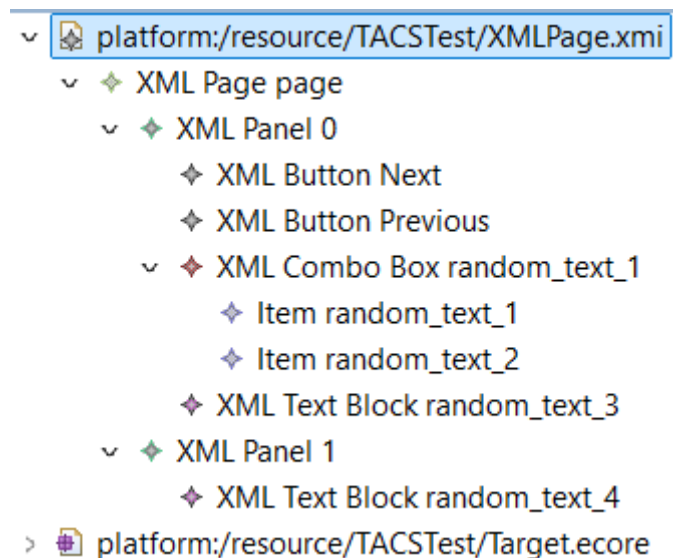 platform:/resource/TACSTest/XMLPage.xmi
XML Page page
XML Panel 0
XML Button Next
XML Button Previous
XML Combo Box random_text_1
Item random_text_1
Item random_text_2
XML Text Block random_text_3
XML Panel 1
XML Text Block random_text_4
platform:/resource/TACSTest/Target.ecore